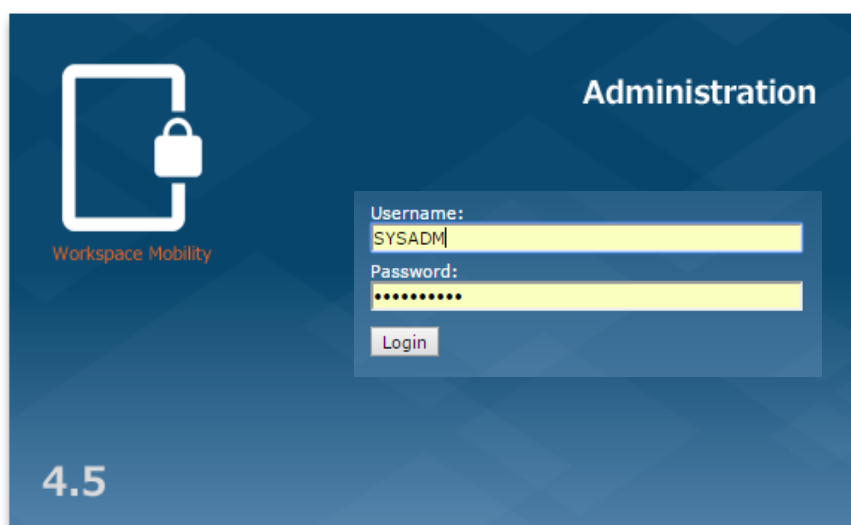 Administration
Workspace Mobility
Username:
SYSADM
Password:
••••••••••
Login
4.5